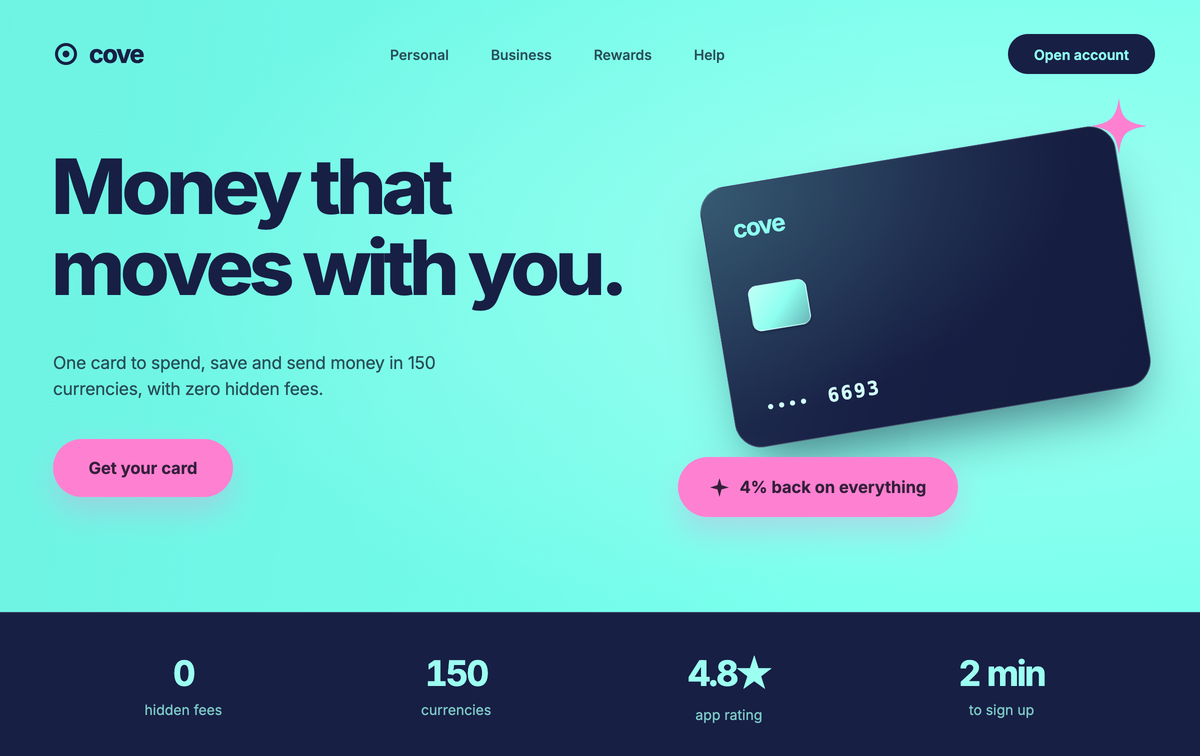 cove
Personal
Business
Rewards
Help
Open account
Money that
moves with you.
One card to spend, save and send money in 150
currencies, with zero hidden fees.
Get your card
cove
•••• 6693
4% back on everything
0
hidden fees
150
currencies
4.8★
app rating
2 min
to sign up